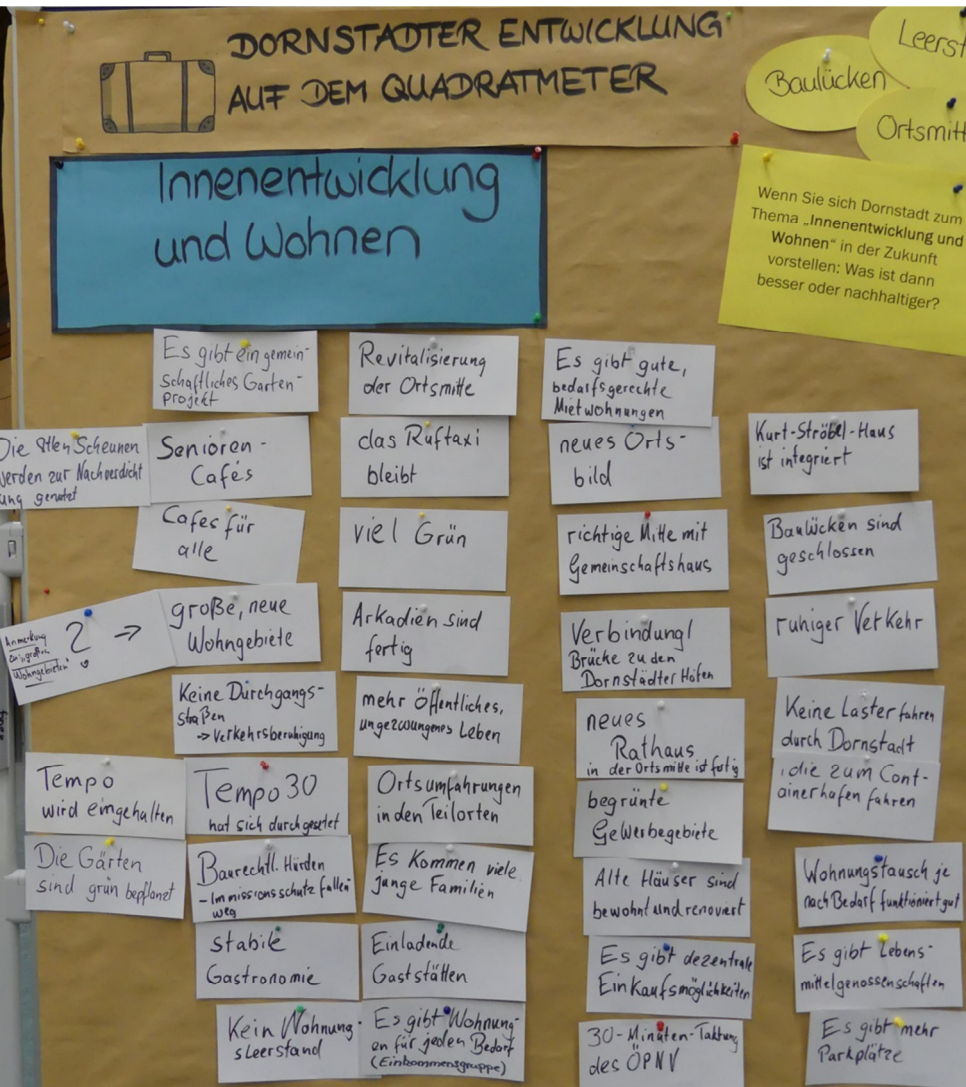 DORNSTADTER ENTWICKLUNG
AUF DEM QUADRATMETER
Baulücken
Leerst
Ortsmitt
Innenentwicklung
und Wohnen
Wenn Sie sich Dornstadt zum
Thema „Innenentwicklung und
Wohnen“ in der Zukunft
vorstellen: Was ist dann
besser oder nachhaltiger?
Es gibt ein gemein-
schaftliches Garten-
projekt
Die alten Scheunen
werden zur Nachverdicht
ung genutzt
Senioren-
Cafés
Cafes für
alle
Anmerkung
Wohngebieten
? →
große, neue
Wohngebiete
Keine Durchgangs-
straßen
→ Verkehrsberuhigung
Tempo
wird eingehalten
Tempo 30
hat sich durchgesetzt
Die Gärten
sind grün bepflanzt
Baurechtl. Hürden
- Immissionsschutz fallen
weg
stabile
Gastronomie
Kein Wohnung-
sleerstand
Revitalisierung
der Ortsmitte
das Ruftaxi
bleibt
viel Grün
Arkadien sind
fertig
mehr Öffentliches,
ungezwungenes Leben
Ortsumfahrungen
in den Teilorten
Es kommen viele
junge Familien
Einladende
Gaststätten
Es gibt Wohnung-
en für jeden Bedarf
(Einkommensgruppe)
Es gibt gute,
bedarfsgerechte
Mietwohnungen
neues Orts-
bild
richtige Mitte mit
Gemeinschaftshaus
Verbindung/
Brücke zu den
Dornstädter Höfen
neues
Rathaus
in der Ortsmitte ist fertig
begrünte
Gewerbegebiete
Alte Häuser sind
bewohnt und renoviert
Es gibt dezentrale
Einkaufsmöglichkeiten
30-Minuten-Taktung
des ÖPNV
Kurt-Ströbel-Haus
ist integriert
Baulücken sind
geschlossen
ruhiger Verkehr
Keine Laster fahren
durch Dornstadt
, die zum Cont-
ainerhafen fahren
Wohnungstausch je
nach Bedarf funktioniert gut
Es gibt Lebens-
mittelgenossenschaften
Es gibt mehr
Parkplätze